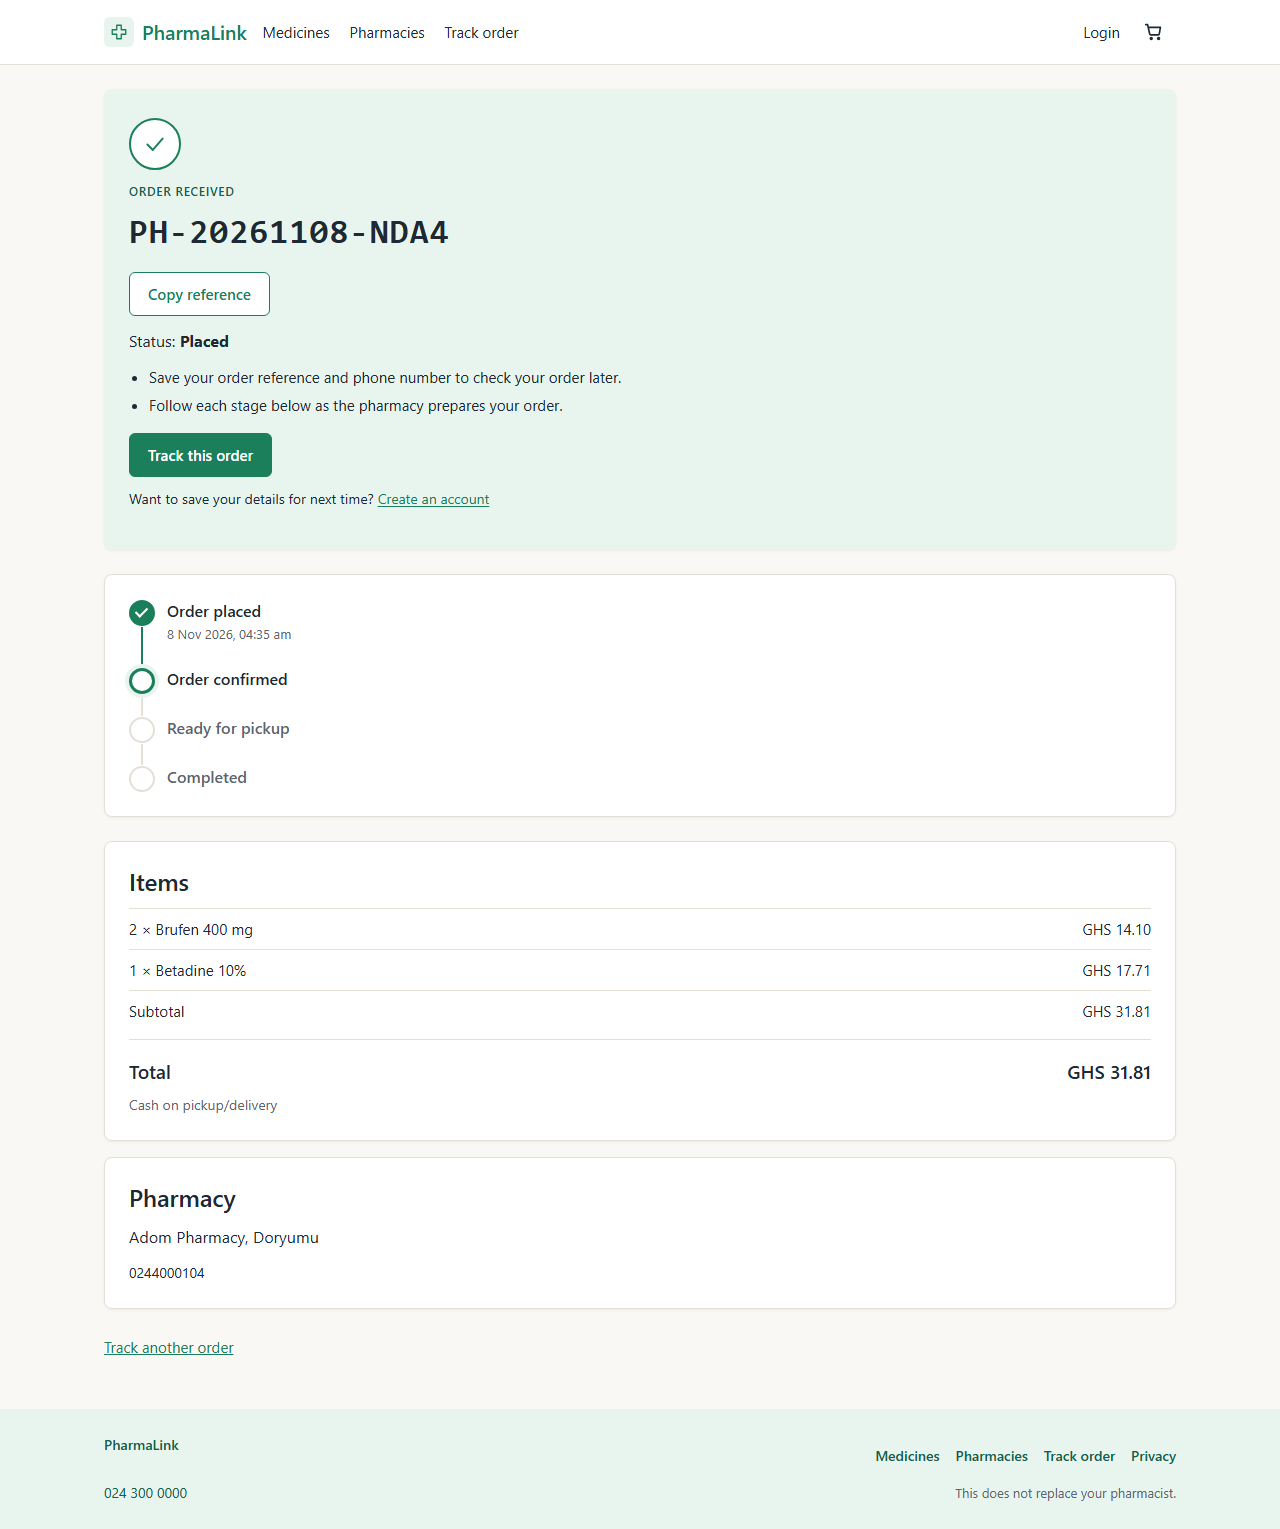 PharmaLink Medicines Pharmacies Track order Login
ORDER RECEIVED
PH-20261108-NDA4
Copy reference
Status: Placed
• Save your order reference and phone number to check your order later.
• Follow each stage below as the pharmacy prepares your order.
Track this order
Want to save your details for next time? Create an account
Order placed
8 Nov 2026, 04:35 am
Order confirmed
Ready for pickup
Completed
Items
2 × Brufen 400 mg GHS 14.10
1 × Betadine 10% GHS 17.71
Subtotal GHS 31.81
Total GHS 31.81
Cash on pickup/delivery
Pharmacy
Adom Pharmacy, Doryumu
0244000104
Track another order
PharmaLink
Medicines Pharmacies Track order Privacy
024 300 0000
This does not replace your pharmacist.